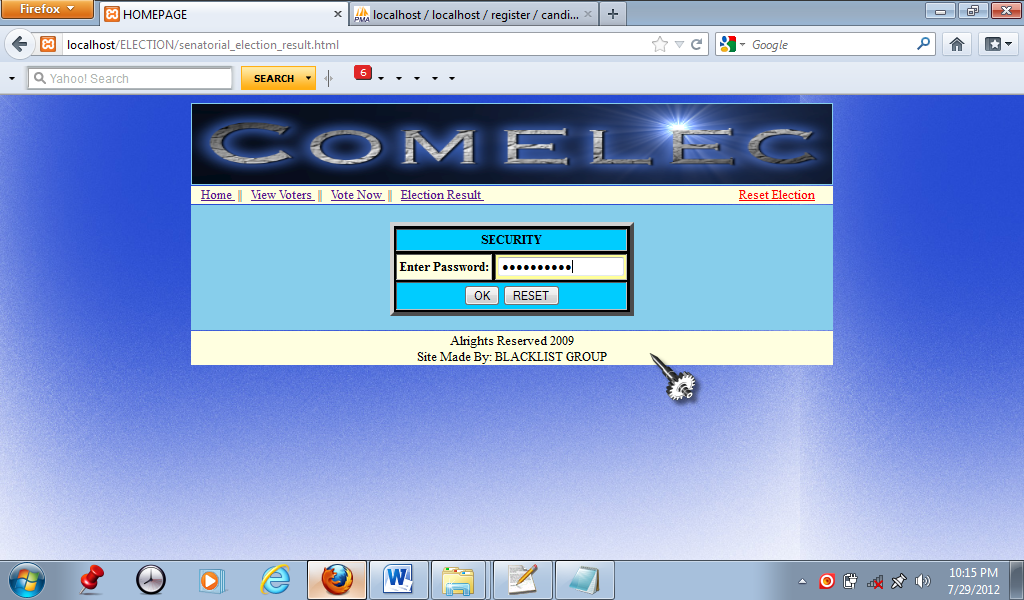 Firefox
HOMEPAGE
localhost / localhost / register / candi...
localhost/ELECTION/senatorial_election_result.html
Google
Yahoo! Search
SEARCH
6
COMELEC
Home
View Voters
Vote Now
Election Result
Reset Election
SECURITY
Enter Password:
OK
RESET
Alrights Reserved 2009
Site Made By: BLACKLIST GROUP
10:15 PM
7/29/2012